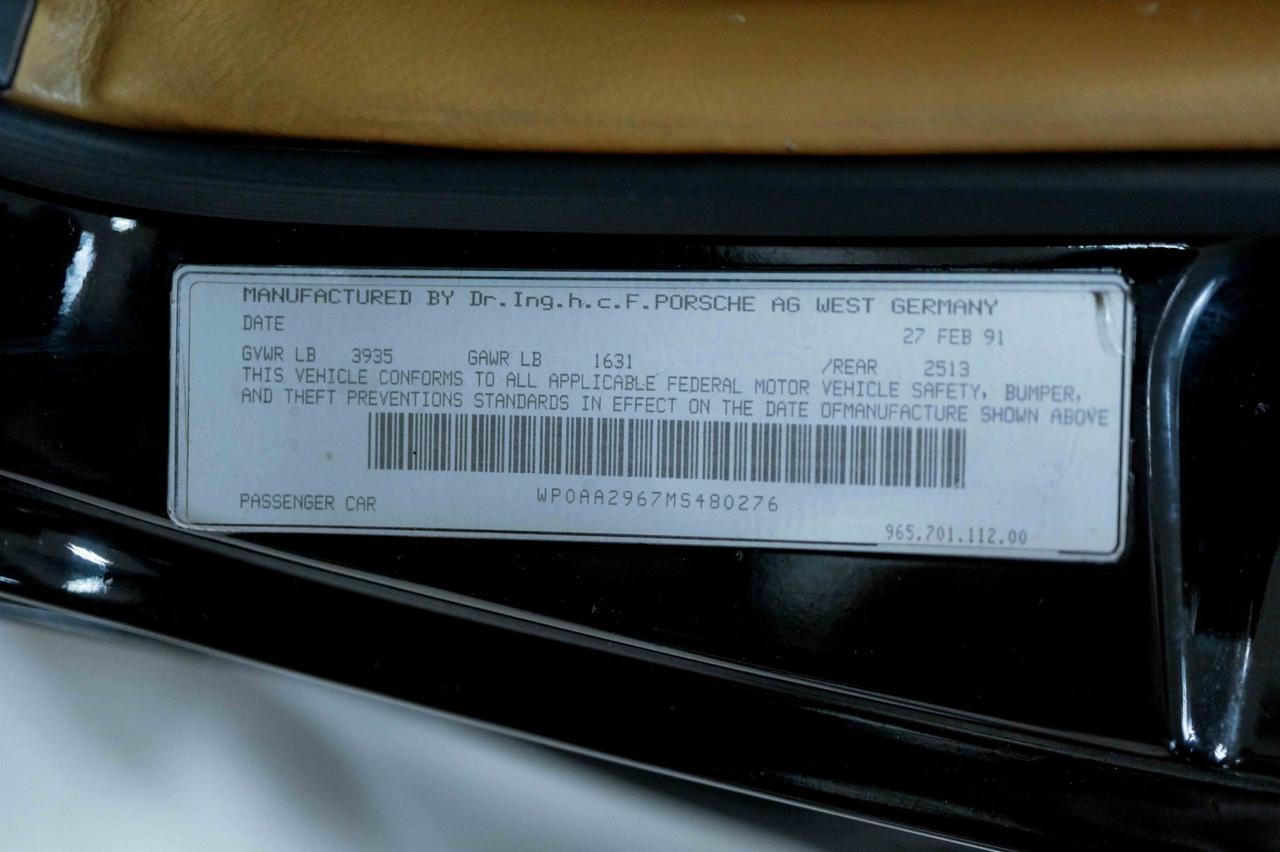 MANUFACTURED BY Dr.Ing.h.c.F.PORSCHE AG WEST GERMANY
DATE 27 FEB 91
GVWR LB 3935 GAWR LB 1631 /REAR 2513
THIS VEHICLE CONFORMS TO ALL APPLICABLE FEDERAL MOTOR VEHICLE SAFETY, BUMPER,
AND THEFT PREVENTIONS STANDARDS IN EFFECT ON THE DATE OFMANUFACTURE SHOWN ABOVE
PASSENGER CAR WP0AA2967MS480276
965.701.112.00